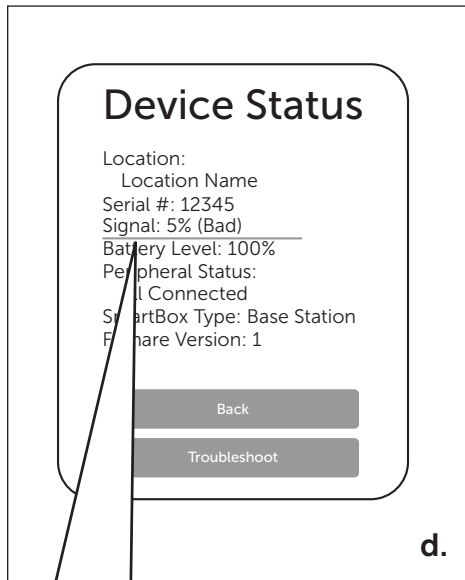 Device Status
Location:
Location Name
Serial #: 12345
Signal: 5% (Bad)
Battery Level: 100%
Peripheral Status:
Connected
SmartBox Type: Base Station
Version: 1
Back
Troubleshoot
d.